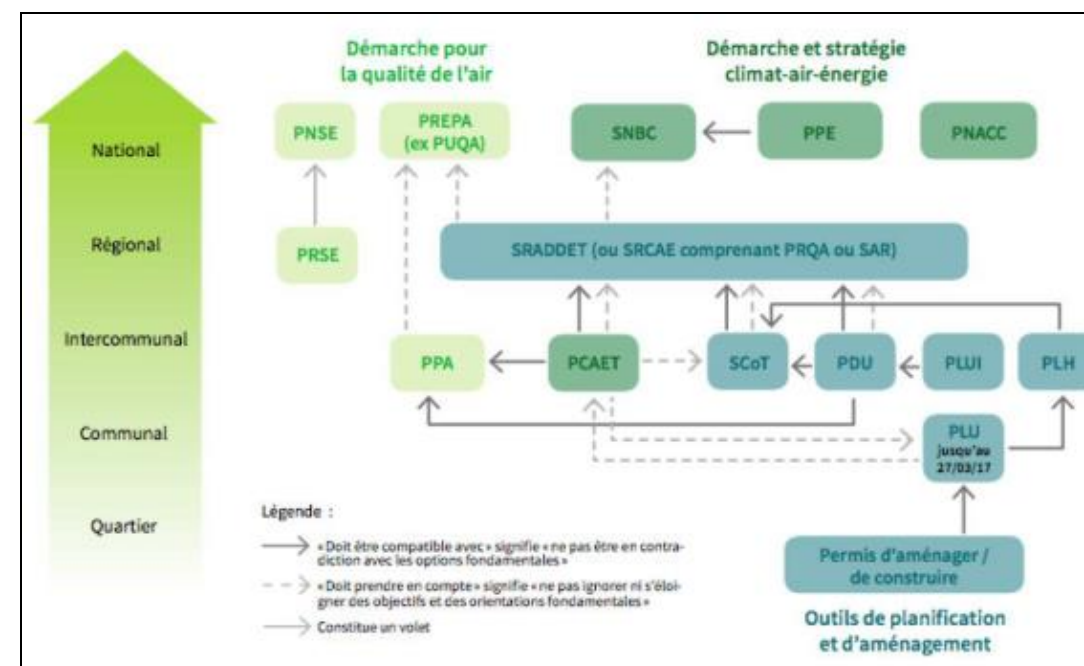 Démarche pour
la qualité de l'air
Démarche et stratégie
climat-air-énergie
National
PNSE
PREPA
(ex PUQA)
SNBC
PPE
PNACC
Régional
PRSE
SRADDET (ou SRCAE comprenant PRQA ou SAR)
Intercommunal
PPA
PCAET
SCoT
PDU
PLUI
PLH
Communal
PLU
jusqu'au
27/03/17
Quartier
Légende :
«Doit être compatible avec» signifie «ne pas être en contra-
diction avec les options fondamentales»
«Doit prendre en compte» signifie «ne pas ignorer ni s'éloi-
gner des objectifs et des orientations fondamentales»
Constitue un volet
Permis d'aménager /
de construire
Outils de planification
et d'aménagement